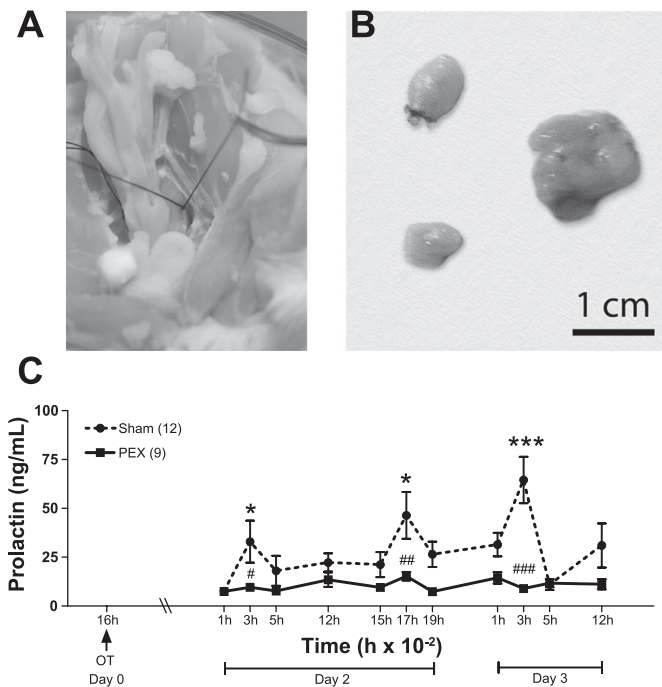 A
B
1 cm
C
Prolactin (ng/mL)
100
75
50
25
0
Sham (12)
PEX (9)
*
#
*
##
***
###
16h
1h
3h
5h
12h
15h
17h
19h
1h
3h
5h
12h
OT
Day 0
Time (h x 10⁻²)
Day 2
Day 3